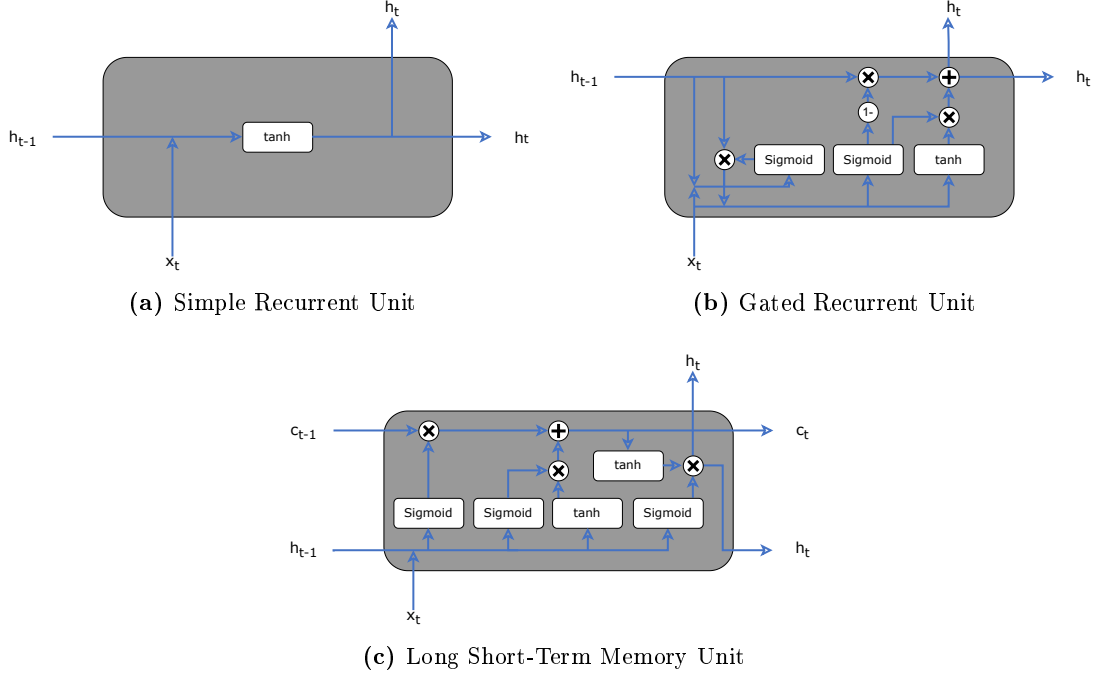 h_t
h_{t-1}
tanh
h_t
x_t
(a) Simple Recurrent Unit
h_t
h_{t-1}
h_t
1-
Sigmoid Sigmoid tanh
x_t
(b) Gated Recurrent Unit
h_t
c_{t-1}
c_t
tanh
Sigmoid Sigmoid tanh Sigmoid
h_{t-1}
h_t
x_t
(c) Long Short-Term Memory Unit